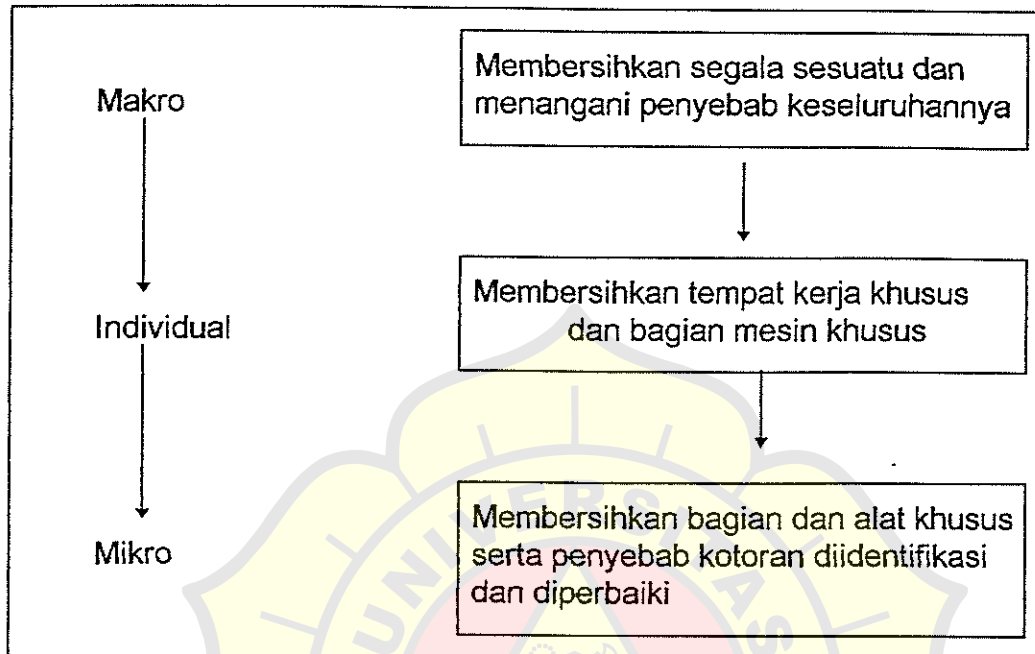 Makro
Membersihkan segala sesuatu dan
menangani penyebab keseluruhannya
Individual
Membersihkan tempat kerja khusus
dan bagian mesin khusus
Mikro
Membersihkan bagian dan alat khusus
serta penyebab kotoran diidentifikasi
dan diperbaiki
UNIVERSITAS